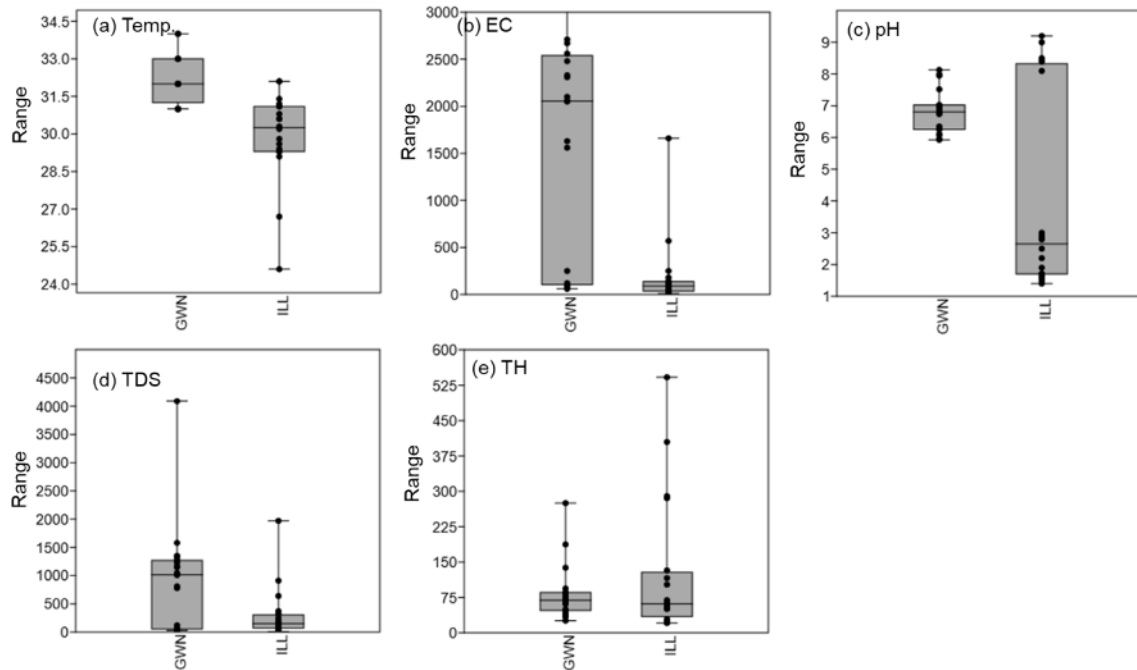 (a) Temp.
Range
34.5
33.0
31.5
30.0
28.5
27.0
25.5
24.0
GWN
ILL
(b) EC
Range
3000
2500
2000
1500
1000
500
0
GWN
ILL
(c) pH
Range
9
8
7
6
5
4
3
2
1
GWN
ILL
(d) TDS
Range
4500
4000
3500
3000
2500
2000
1500
1000
500
0
GWN
ILL
(e) TH
Range
600
525
450
375
300
225
150
75
0
GWN
ILL